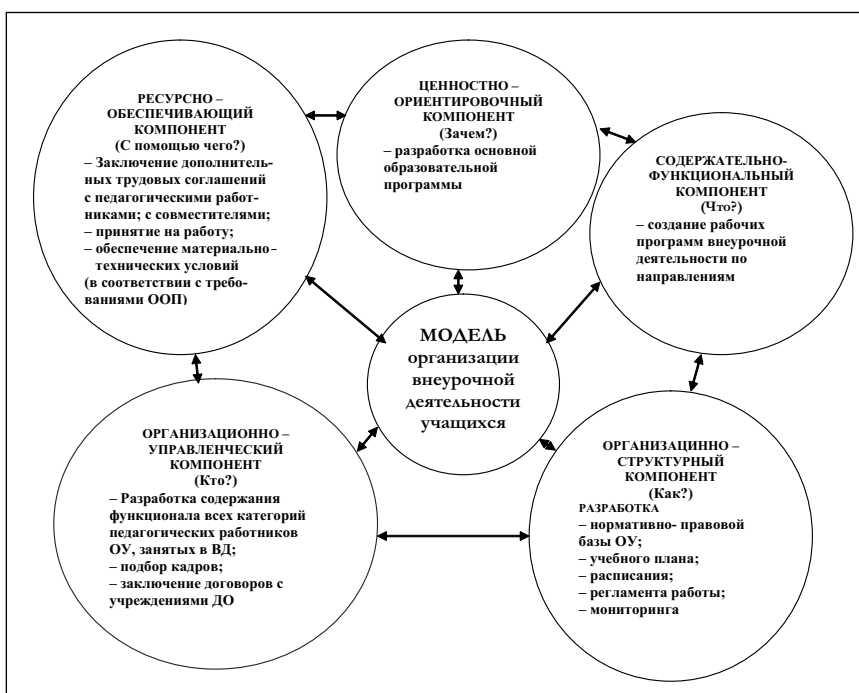 РЕСУРСНО –
ОБЕСПЕЧИВАЮЩИЙ
КОМПОНЕНТ
(С помощью чего?)
– Заключение дополнитель-
ных трудовых соглашений
с педагогическими работ-
никами; с совместителями;
– принятие на работу;
– обеспечение материально-
технических условий
(в соответствии с требо-
ваниями ООП)
ЦЕННОСТНО –
ОРИЕНТИРОВОЧНЫЙ
КОМПОНЕНТ
(Зачем?)
– разработка основной
образовательной
программы
СОДЕРЖАТЕЛЬНО-
ФУНКЦИОНАЛЬНЫЙ
КОМПОНЕНТ
(Что?)
– создание рабочих
программ внеурочной
деятельности по
направлениям
МОДЕЛЬ
организации
внеурочной
деятельности
учащихся
ОРГАНИЗАЦИОННО –
УПРАВЛЕНЧЕСКИЙ
КОМПОНЕНТ
(Кто?)
– Разработка содержания
функционала всех категорий
педагогических работников
ОУ, занятых в ВД;
– подбор кадров;
– заключение договоров с
учреждениями ДО
ОРГАНИЗАЦИННО –
СТРУКТУРНЫЙ
КОМПОНЕНТ
(Как?)
РАЗРАБОТКА
– нормативно- правовой
базы ОУ;
– учебного плана;
– расписания;
– регламента работы;
– мониторинга